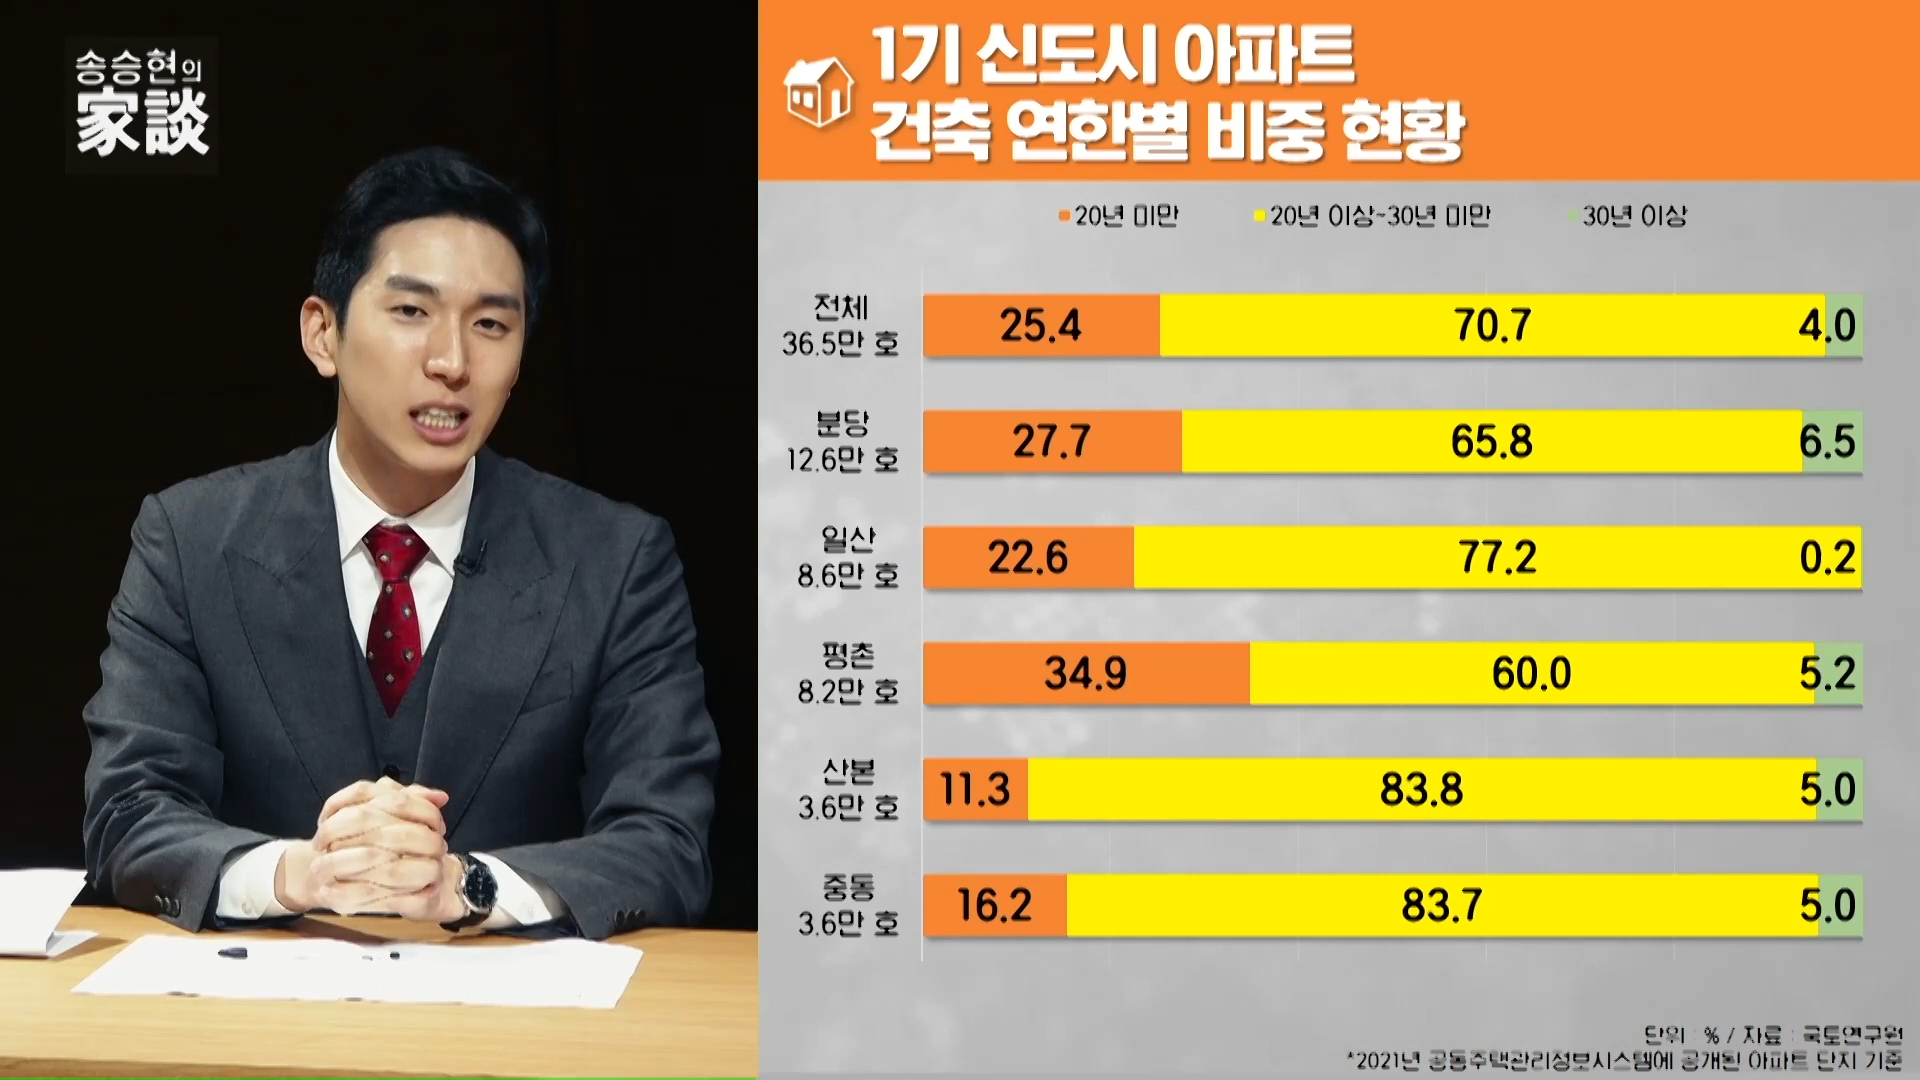 송승현의
家談
1기 신도시 아파트
건축 연한별 비중 현황
20년 미만 20년 이상~30년 미만 30년 이상
전체
36.5만 호
25.4 70.7 4.0
분당
12.6만 호
27.7 65.8 6.5
일산
8.6만 호
22.6 77.2 0.2
평촌
8.2만 호
34.9 60.0 5.2
산본
3.6만 호
11.3 83.8 5.0
중동
3.6만 호
16.2 83.7 5.0
단위 : % / 자료 : 국토연구원
*2021년 공동주택관리정보시스템에 공개된 아파트 단지 기준